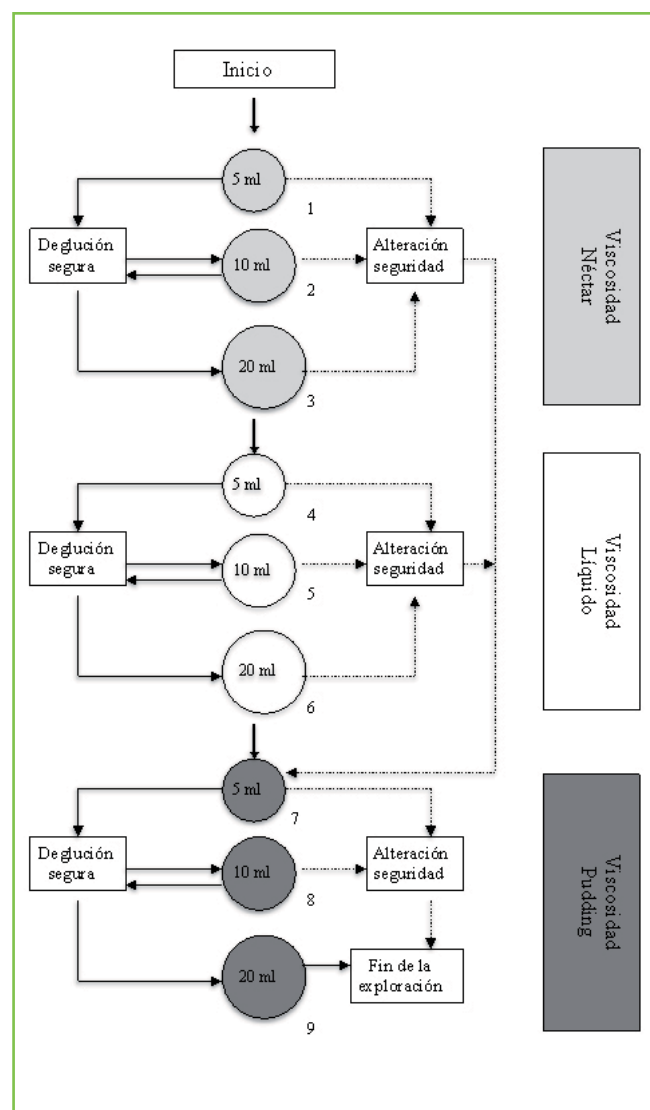 Inicio
5 ml
1
Deglución
segura
10 ml
2
Alteración
seguridad
20 ml
3
Viscosidad
Néctar
5 ml
4
Deglución
segura
10 ml
5
Alteración
seguridad
20 ml
6
Viscosidad
Líquido
5 ml
7
Deglución
segura
10 ml
8
Alteración
seguridad
20 ml
9
Fin de la
exploración
Viscosidad
Pudding